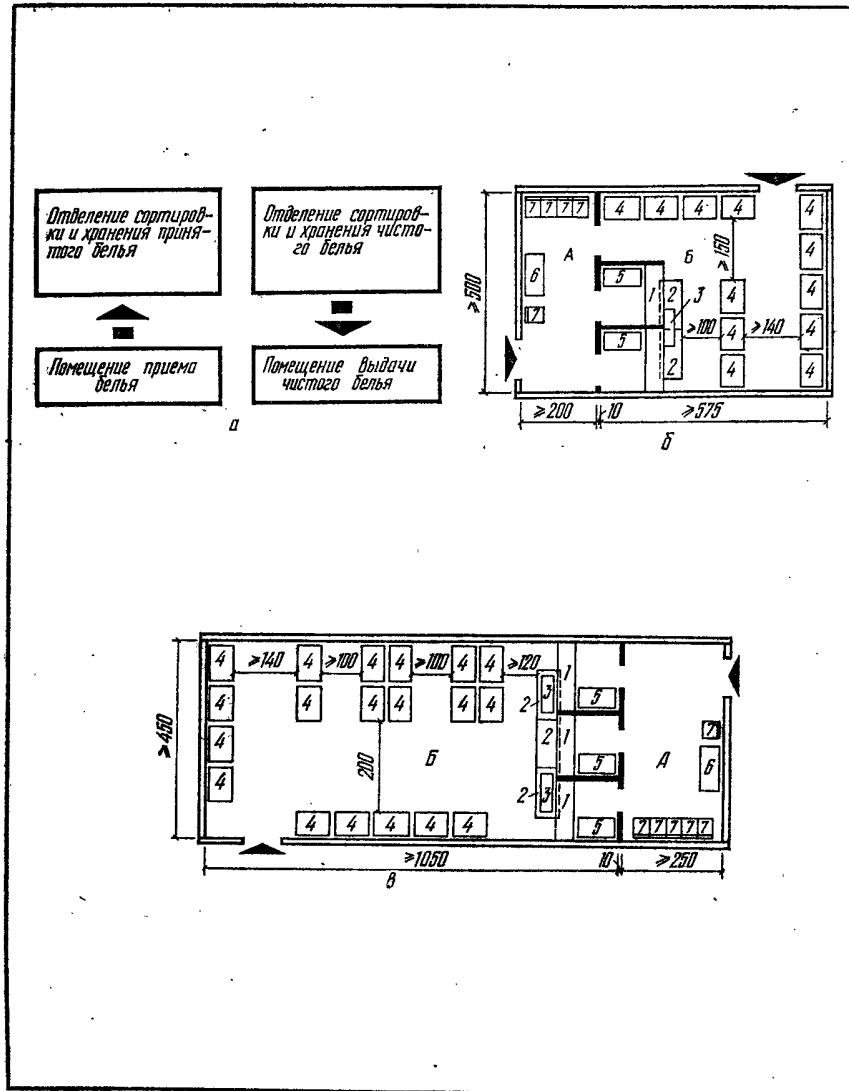 Отделение сортиров-
ки и хранения приня-
того белья
Отделение сортиров-
ки и хранения чисто-
го белья
Помещение приема
белья
Помещение выдачи
чистого белья
а
7 7 7 7
4 4 4 4 4
А
Б
≥150
≥500
6
5
1
2
3
4
4
7
≥100
4
≥140
4
5
2
4
4
4
≥200
10
≥575
б
4
≥140
4
≥100
4 4
≥100
4 4
≥120
1
3
2
5
4
4
4 4
4 4
7
≥450
4
200
Б
2
1
5
А
6
4
2
3
1
4 4 4 4 4
5
7 7 7 7 7
≥1050
10
≥250
в